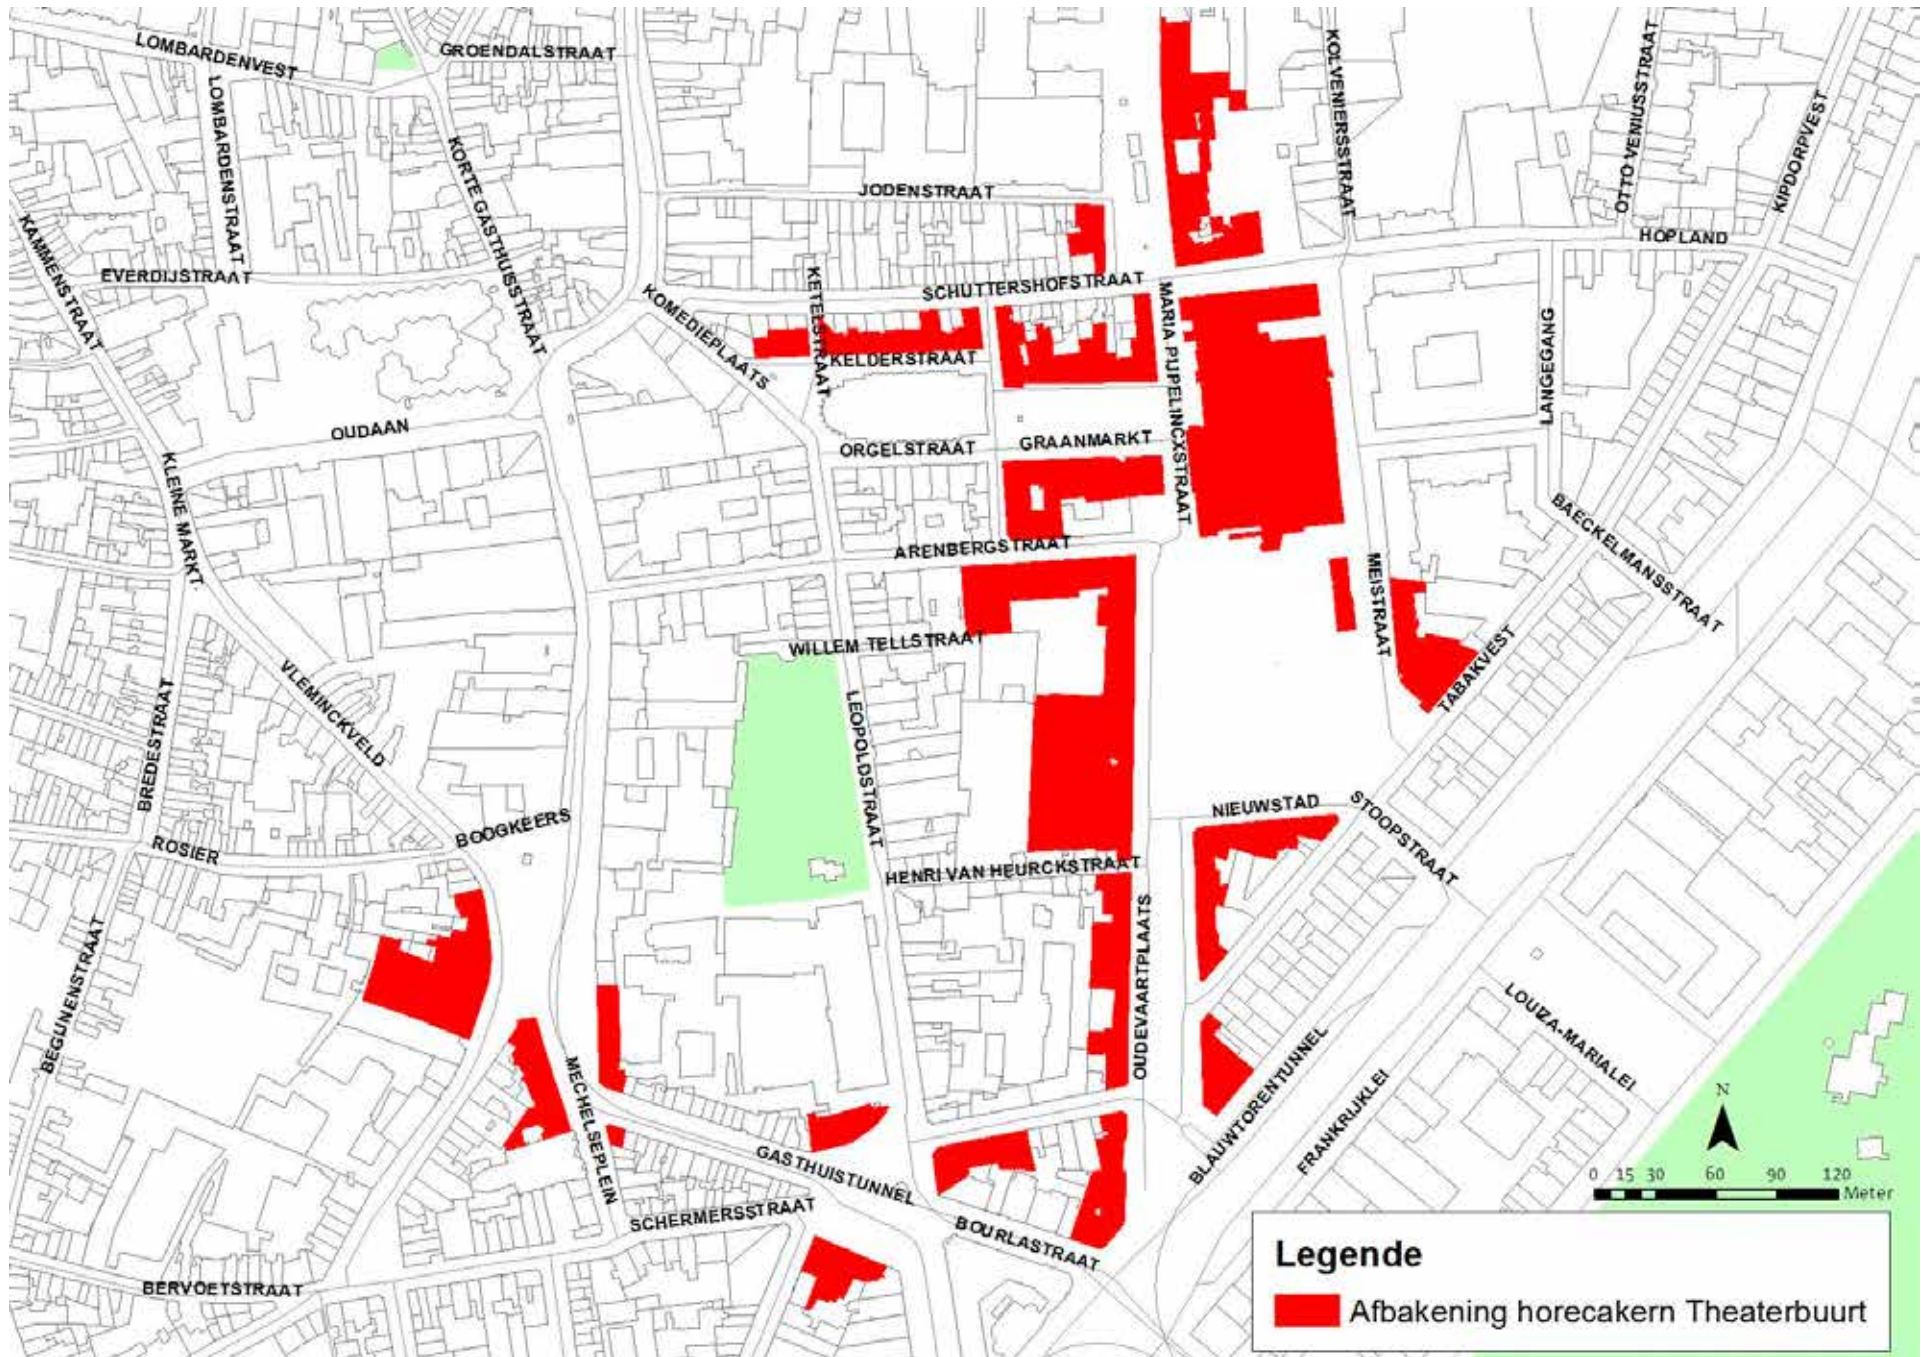 LOMBARDENVEST
GROENDALSTRAAT
LOMBARDENSTRAAT
KORTE GASTHUISSTRAAT
KOLVENIERSSTRAAT
OTTO VENIUSSTRAAT
KIPDORPVEST
JODENSTRAAT
KAMMENSTRAAT
EVERDIJSTRAAT
HOPLAND
SCHUTTERSHOFSTRAAT
KOMEDIEPLAATS
KETELSTRAAT
KELDERSTRAAT
MARIA PIJPELINCXSTRAAT
LANGEGANG
OUDAAN
ORGELSTRAAT
GRAANMARKT
KLEINE MARKT
BAECKELMANSSTRAAT
ARENBERGSTRAAT
MEISTRAAT
WILLEM TELLSTRAAT
TABAKVEST
VLEMINCKVELD
BREDESTRAAT
LEOPOLDSTRAAT
NIEUWSTAD
STOOPSTRAAT
BOOGKEERS
ROSIER
HENRI VAN HEURCKSTRAAT
OUDEVAARTPLAATS
BEGIJNENSTRAAT
LOUIZA-MARIALEI
MECHELSEPLEIN
BLAUWTORENTUNNEL
FRANKRIJKLEI
GASTHUISTUNNEL
SCHERMERSSTRAAT
BOURLASTRAAT
BERVOETSTRAAT
N
0 15 30 60 90 120
Meter
Legende
Afbakening horecakern Theaterbuurt